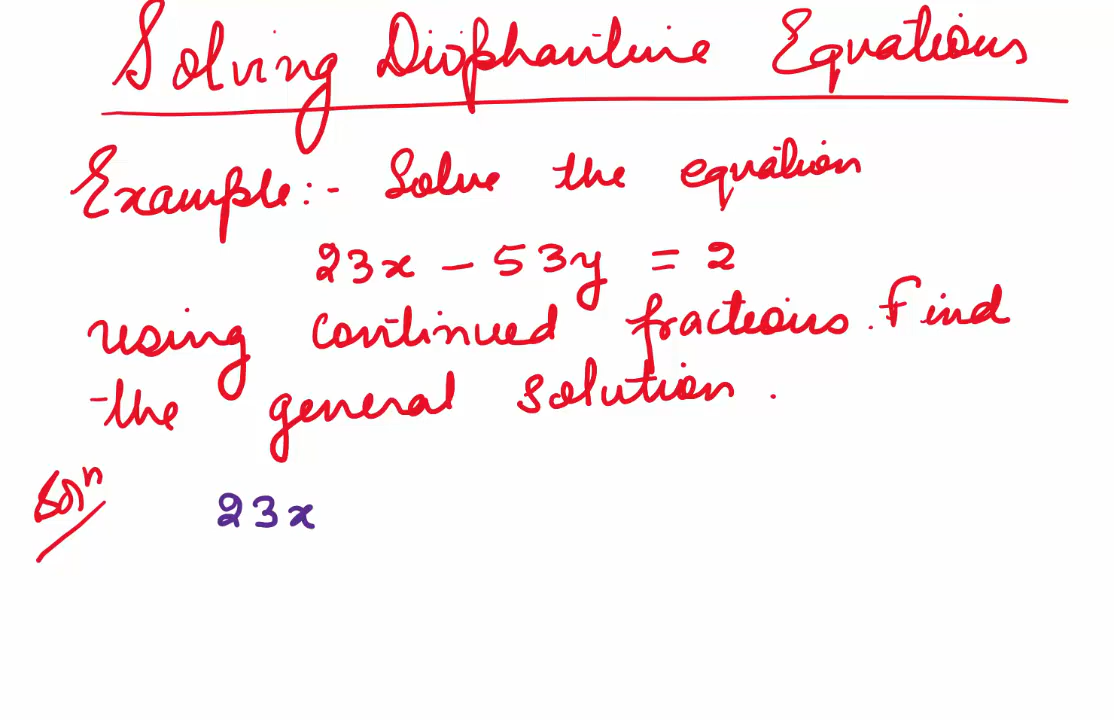 Solving Diophantine Equations
Example:- Solve the equation
23x - 53y = 2
using continued fractions. Find
the general solution.
Solⁿ 23x